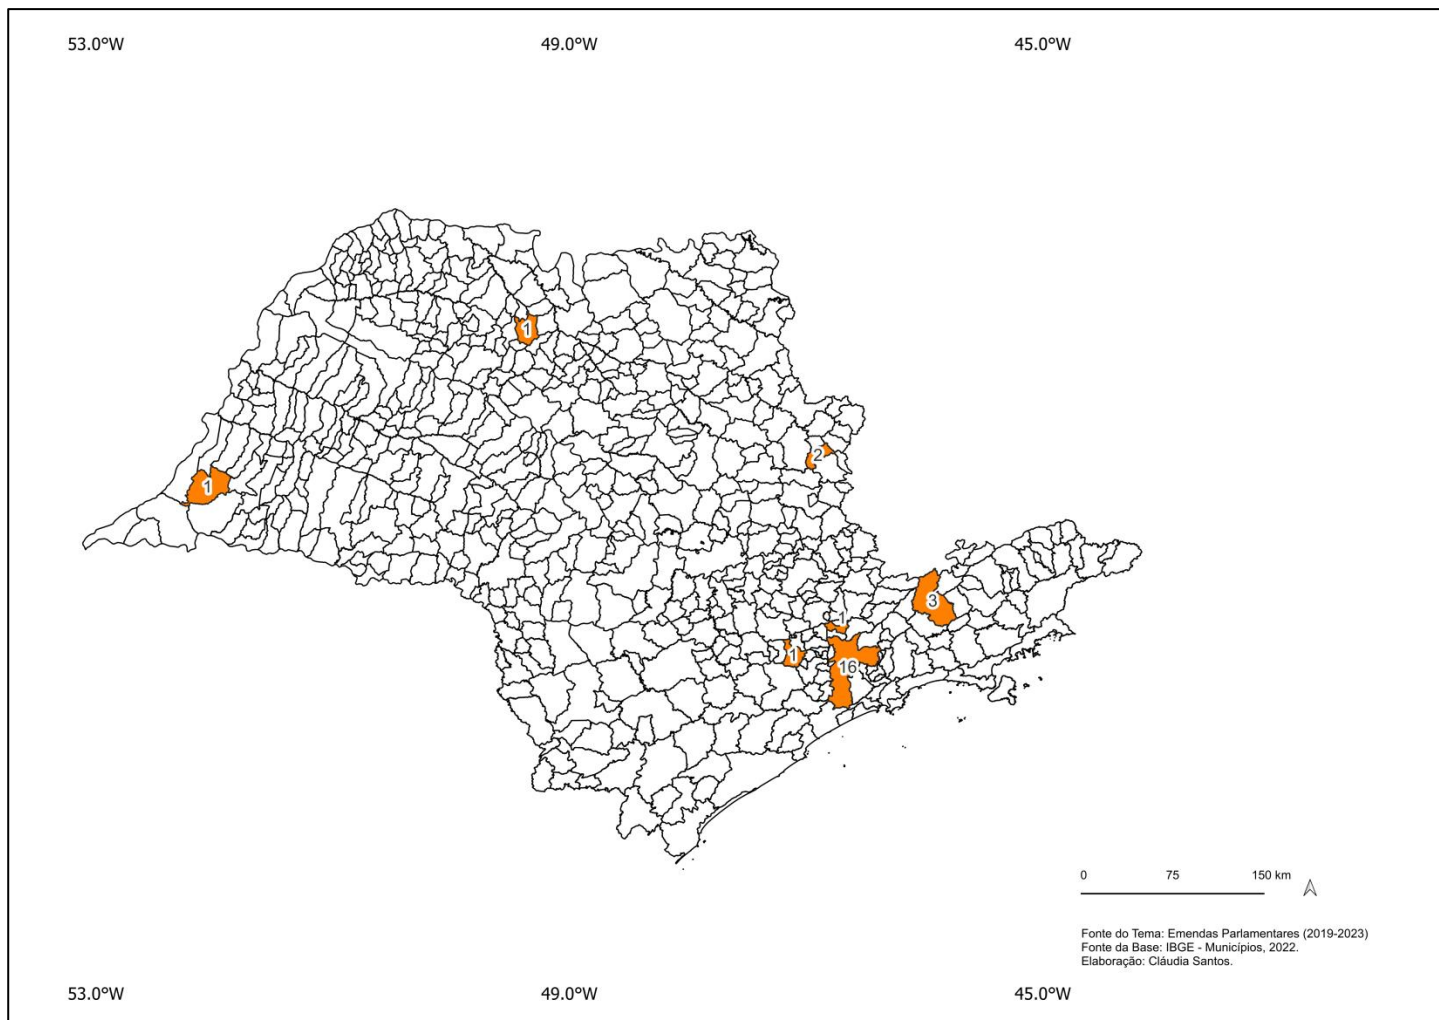 53.0°W 49.0°W 45.0°W
1
2
1
3
1
1
16
0 75 150 km
Fonte do Tema: Emendas Parlamentares (2019-2023)
Fonte da Base: IBGE - Municípios, 2022.
Elaboração: Cláudia Santos.
53.0°W 49.0°W 45.0°W